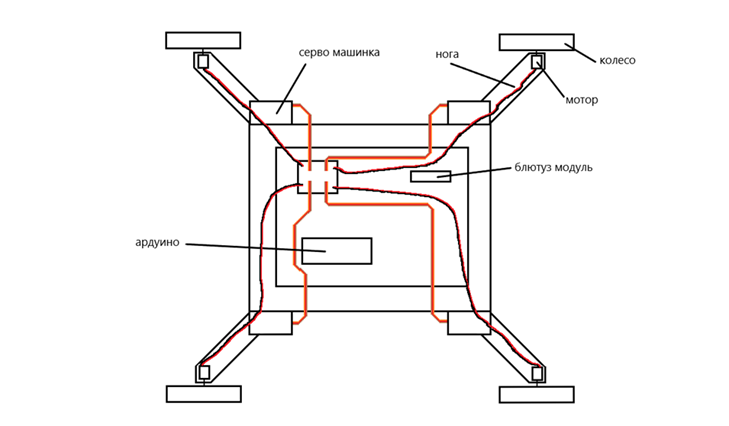 серво машинка
нога
колесо
мотор
блютуз модуль
ардуино